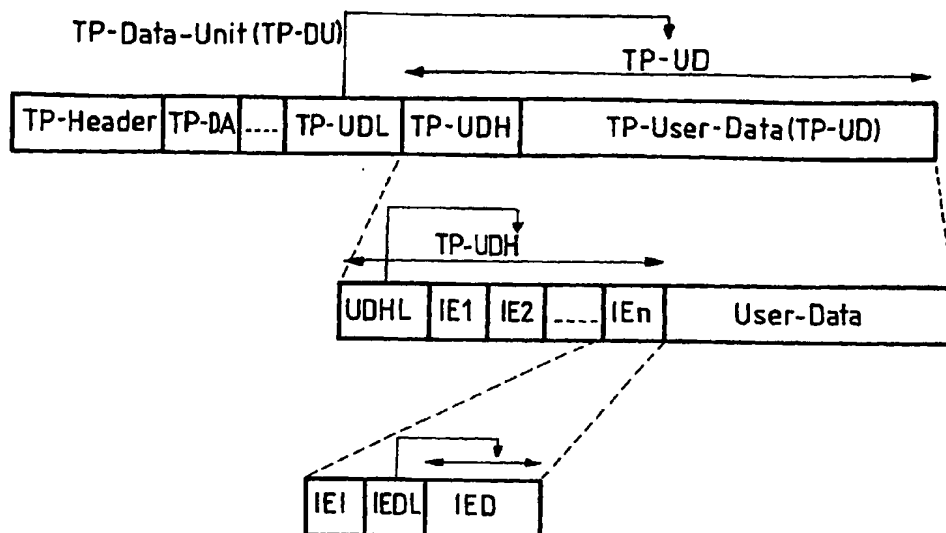 TP-Data-Unit(TP-DU)
TP-UD
TP-Header TP-DA ---- TP-UDL TP-UDH TP-User-Data(TP-UD)
TP-UDH
UDHL IE1 IE2 ---- IEn User-Data
IEI IEDL IED